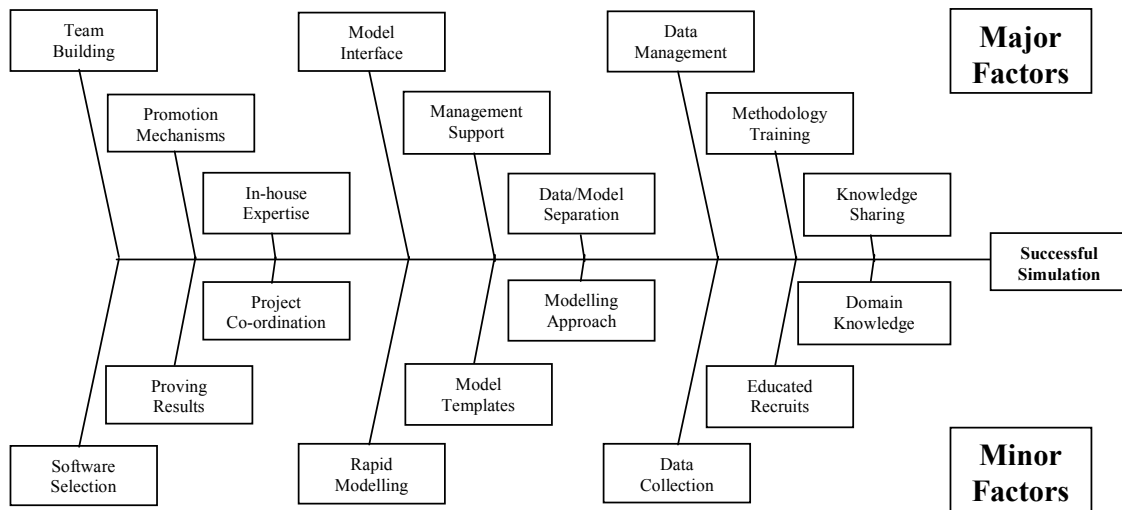 Team
Building
Model
Interface
Data
Management
Major
Factors
Promotion
Mechanisms
Management
Support
Methodology
Training
In-house
Expertise
Data/Model
Separation
Knowledge
Sharing
Successful
Simulation
Project
Co-ordination
Modelling
Approach
Domain
Knowledge
Proving
Results
Model
Templates
Educated
Recruits
Software
Selection
Rapid
Modelling
Data
Collection
Minor
Factors